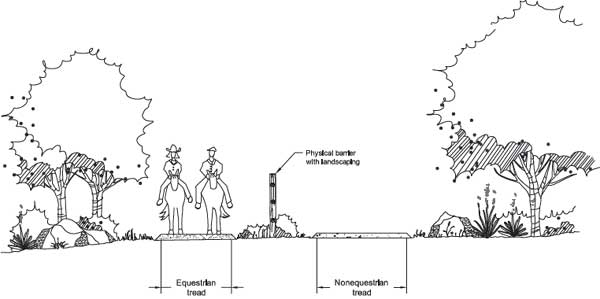 Physical barrier
with landscaping
Equestrian
tread
Nonequestrian
tread